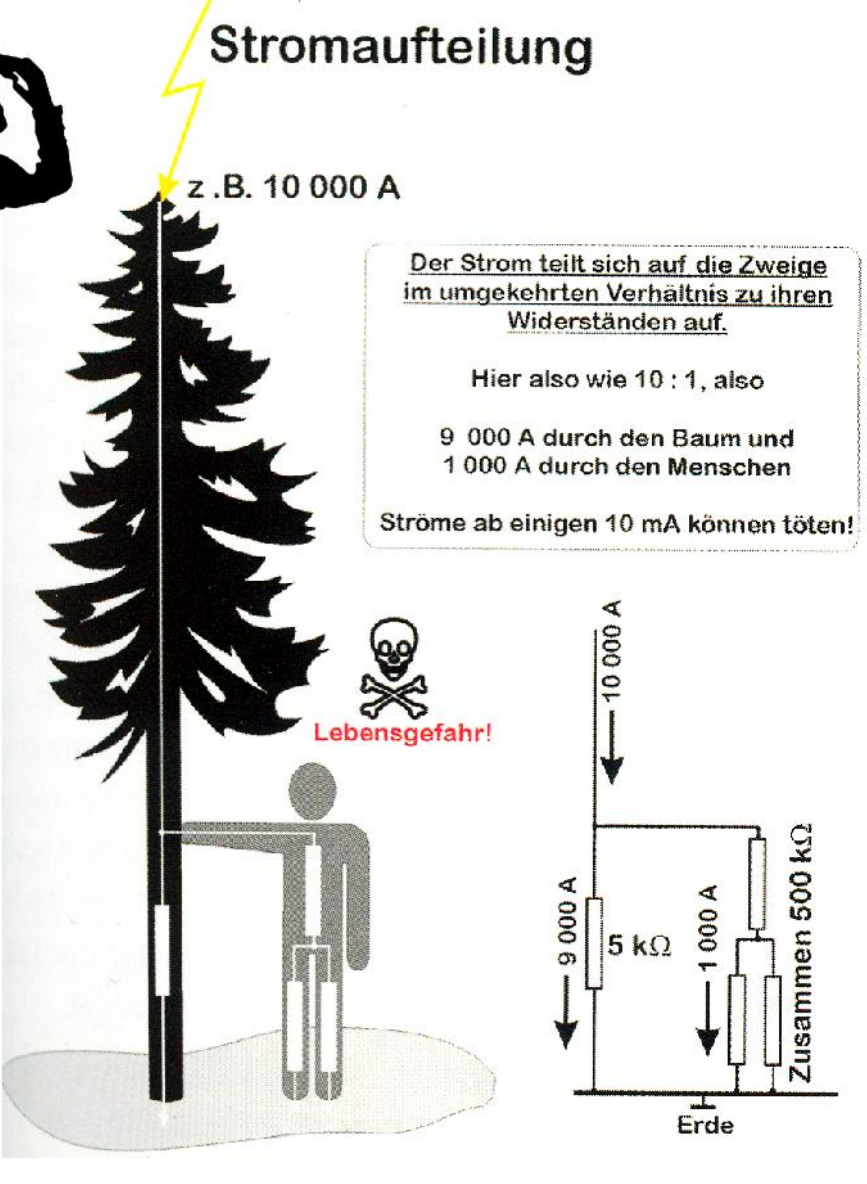 Stromaufteilung
z .B. 10 000 A
Der Strom teilt sich auf die Zweige
im umgekehrten Verhältnis zu ihren
Widerständen auf.
Hier also wie 10 : 1, also
9 000 A durch den Baum und
1 000 A durch den Menschen
Ströme ab einigen 10 mA können töten!
Lebensgefahr!
10 000 A
9 000 A
5 kΩ
1 000 A
Zusammen 500 kΩ
Erde